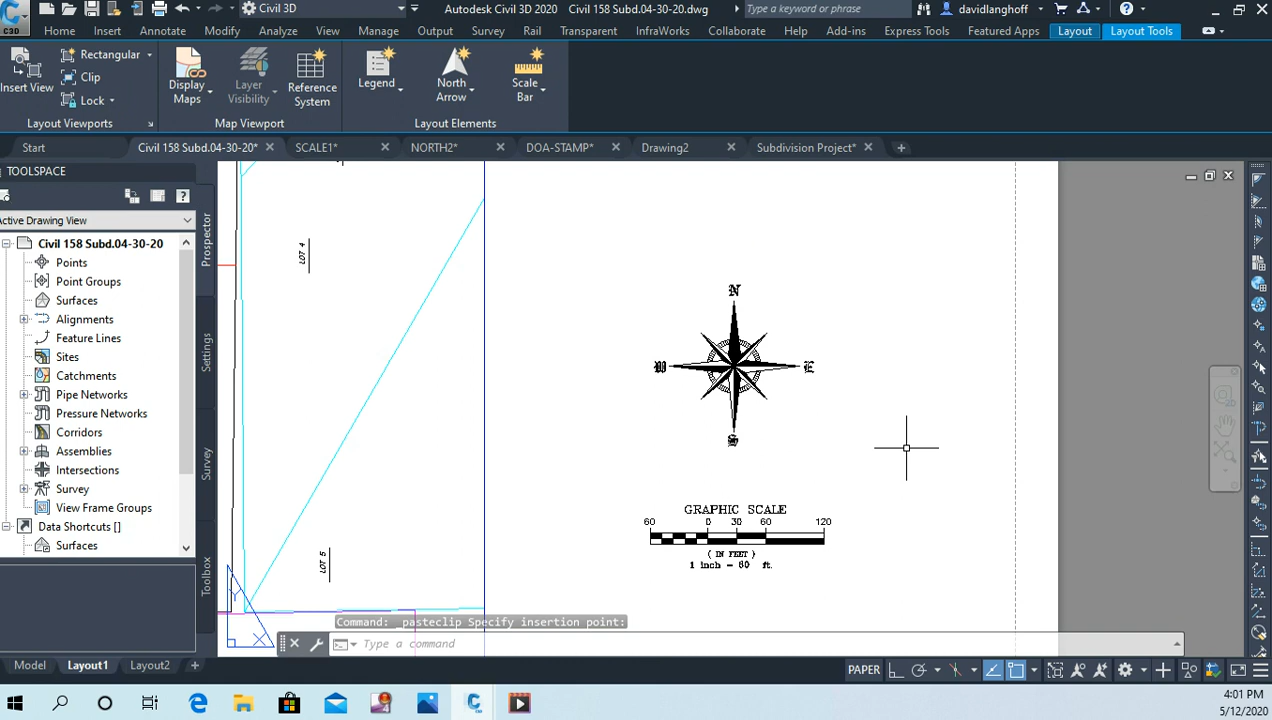 Civil 3D
Autodesk Civil 3D 2020 Civil 158 Subd.04-30-20.dwg
Type a keyword or phrase
davidlanghoff
C3D
Home Insert Annotate Modify Analyze View Manage Output Survey Rail Transparent InfraWorks Collaborate Help Add-ins Express Tools Featured Apps Layout Layout Tools
Insert View
Rectangular
Clip
Lock
Display Maps
Layer Visibility
Reference System
Legend
North Arrow
Scale Bar
Layout Viewports
Map Viewport
Layout Elements
Start
Civil 158 Subd.04-30-20*
SCALE1*
NORTH2*
DOA-STAMP*
Drawing2
Subdivision Project*
TOOLSPACE
Active Drawing View
Civil 158 Subd.04-30-20
Points
Point Groups
Surfaces
Alignments
Feature Lines
Sites
Catchments
Pipe Networks
Pressure Networks
Corridors
Assemblies
Intersections
Survey
View Frame Groups
Data Shortcuts []
Surfaces
Prospector
Settings
Survey
Toolbox
LOT 4
LOT 5
N
W
E
S
GRAPHIC SCALE
60 0 30 60 120
( IN FEET )
1 inch = 60 ft.
Y
X
Command: _pasteclip Specify insertion point:
Type a command
Model Layout1 Layout2 +
PAPER
4:01 PM
5/12/2020